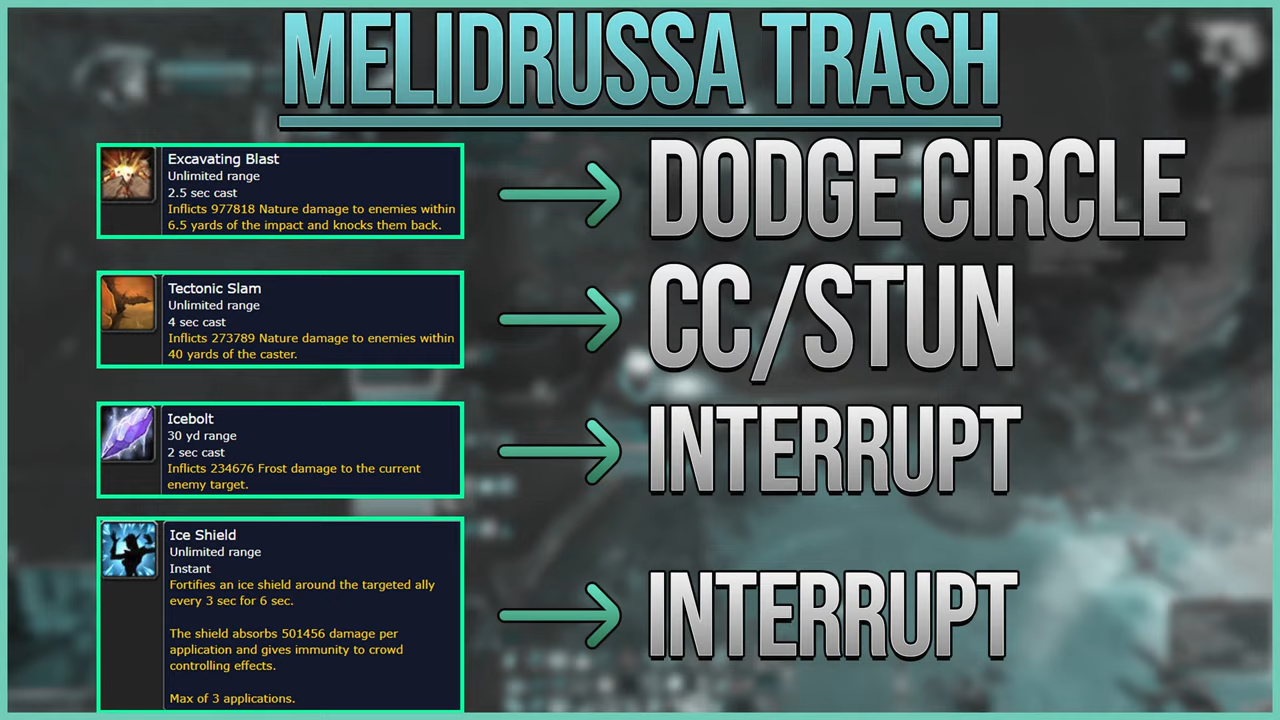 MELIDRUSSA TRASH
Excavating Blast
Unlimited range
2.5 sec cast
Inflicts 977818 Nature damage to enemies within
6.5 yards of the impact and knocks them back.
DODGE CIRCLE
Tectonic Slam
Unlimited range
4 sec cast
Inflicts 273789 Nature damage to enemies within
40 yards of the caster.
CC/STUN
Icebolt
30 yd range
2 sec cast
Inflicts 234676 Frost damage to the current
enemy target.
INTERRUPT
Ice Shield
Unlimited range
Instant
Fortifies an ice shield around the targeted ally
every 3 sec for 6 sec.
The shield absorbs 501456 damage per
application and gives immunity to crowd
controlling effects.
Max of 3 applications.
INTERRUPT